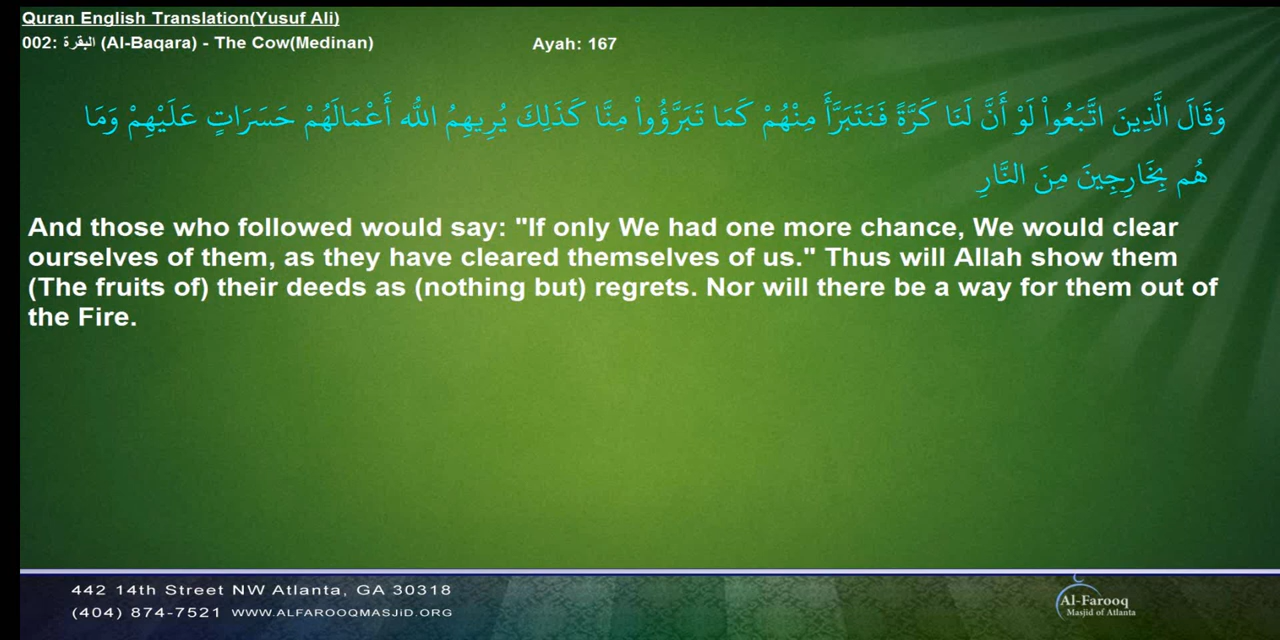 Quran English Translation(Yusuf Ali)
002: البقرة (Al-Baqara) - The Cow(Medinan)
Ayah: 167
وَقَالَ الَّذِينَ اتَّبَعُواْ لَوْ أَنَّ لَنَا كَرَّةً فَنَتَبَرَّأَ مِنْهُمْ كَمَا تَبَرَّؤُواْ مِنَّا كَذَلِكَ يُرِيهِمُ اللّهُ أَعْمَالَهُمْ حَسَرَاتٍ عَلَيْهِمْ وَمَا
هُم بِخَارِجِينَ مِنَ النَّارِ
And those who followed would say: "If only We had one more chance, We would clear
ourselves of them, as they have cleared themselves of us." Thus will Allah show them
(The fruits of) their deeds as (nothing but) regrets. Nor will there be a way for them out of
the Fire.
442 14th Street NW Atlanta, GA 30318
(404) 874-7521 WWW.ALFAROOQMASJiD.ORG
Al-Farooq
Masjid of Atlanta